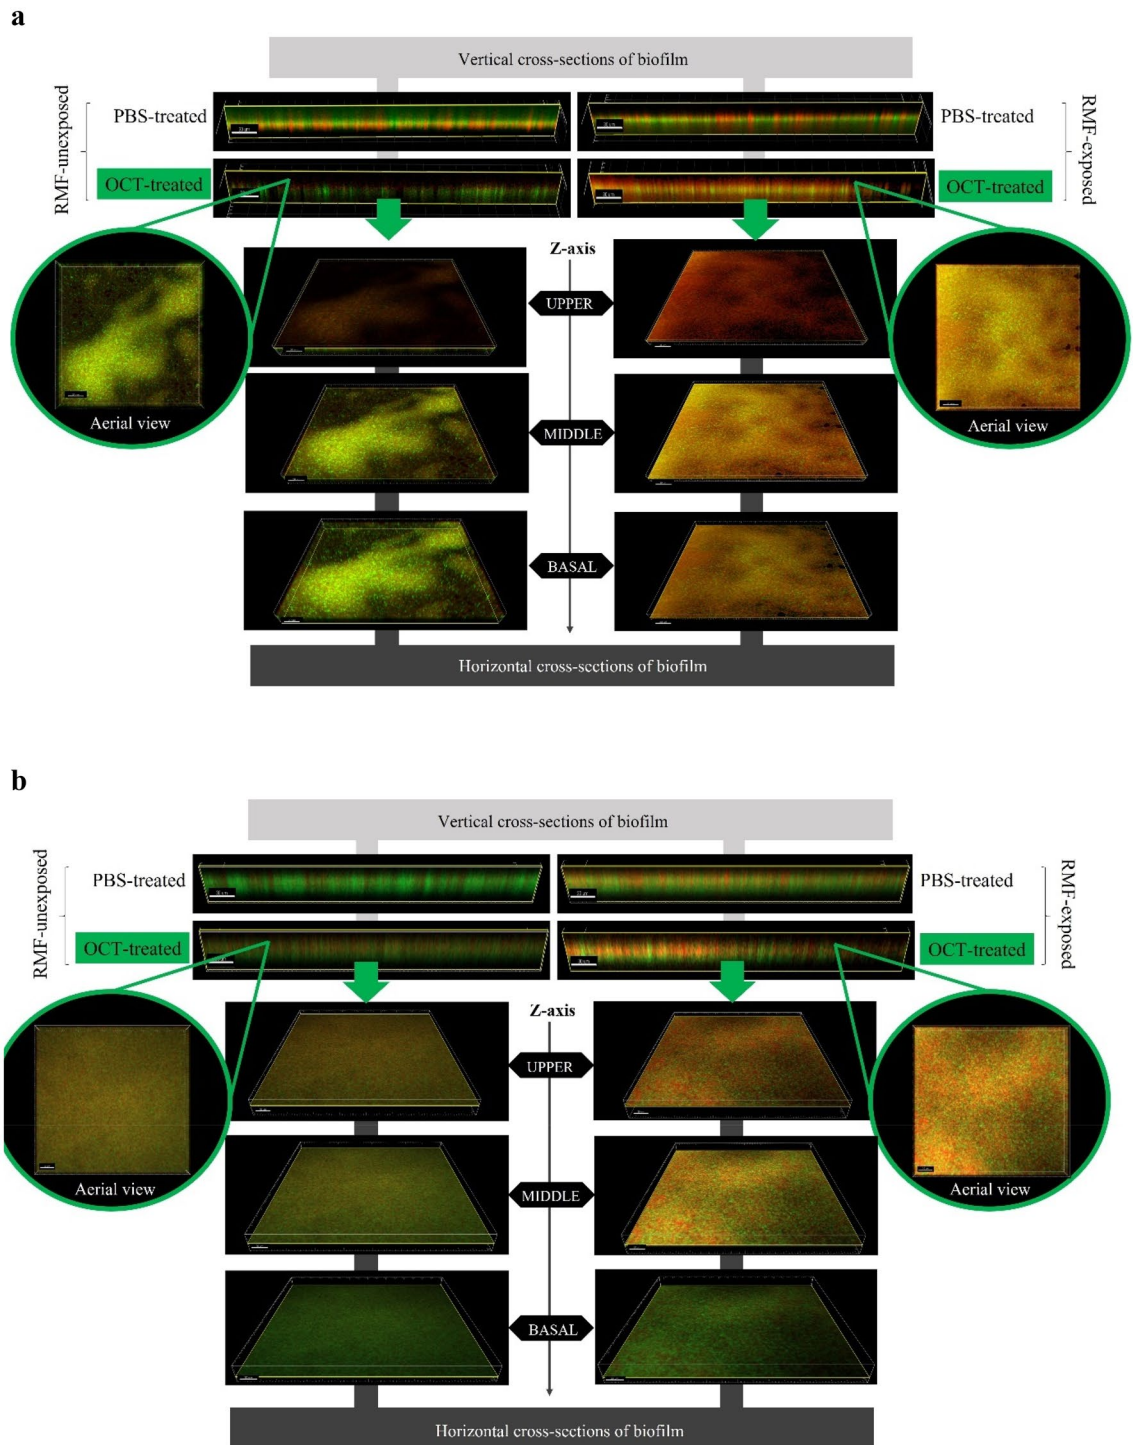 a
Vertical cross-sections of biofilm
RMF-unexposed
PBS-treated
OCT-treated
PBS-treated
OCT-treated
RMF-exposed
Z-axis
UPPER
Aerial view
MIDDLE
Aerial view
BASAL
Horizontal cross-sections of biofilm
b
Vertical cross-sections of biofilm
RMF-unexposed
PBS-treated
OCT-treated
PBS-treated
OCT-treated
RMF-exposed
Z-axis
UPPER
Aerial view
MIDDLE
Aerial view
BASAL
Horizontal cross-sections of biofilm